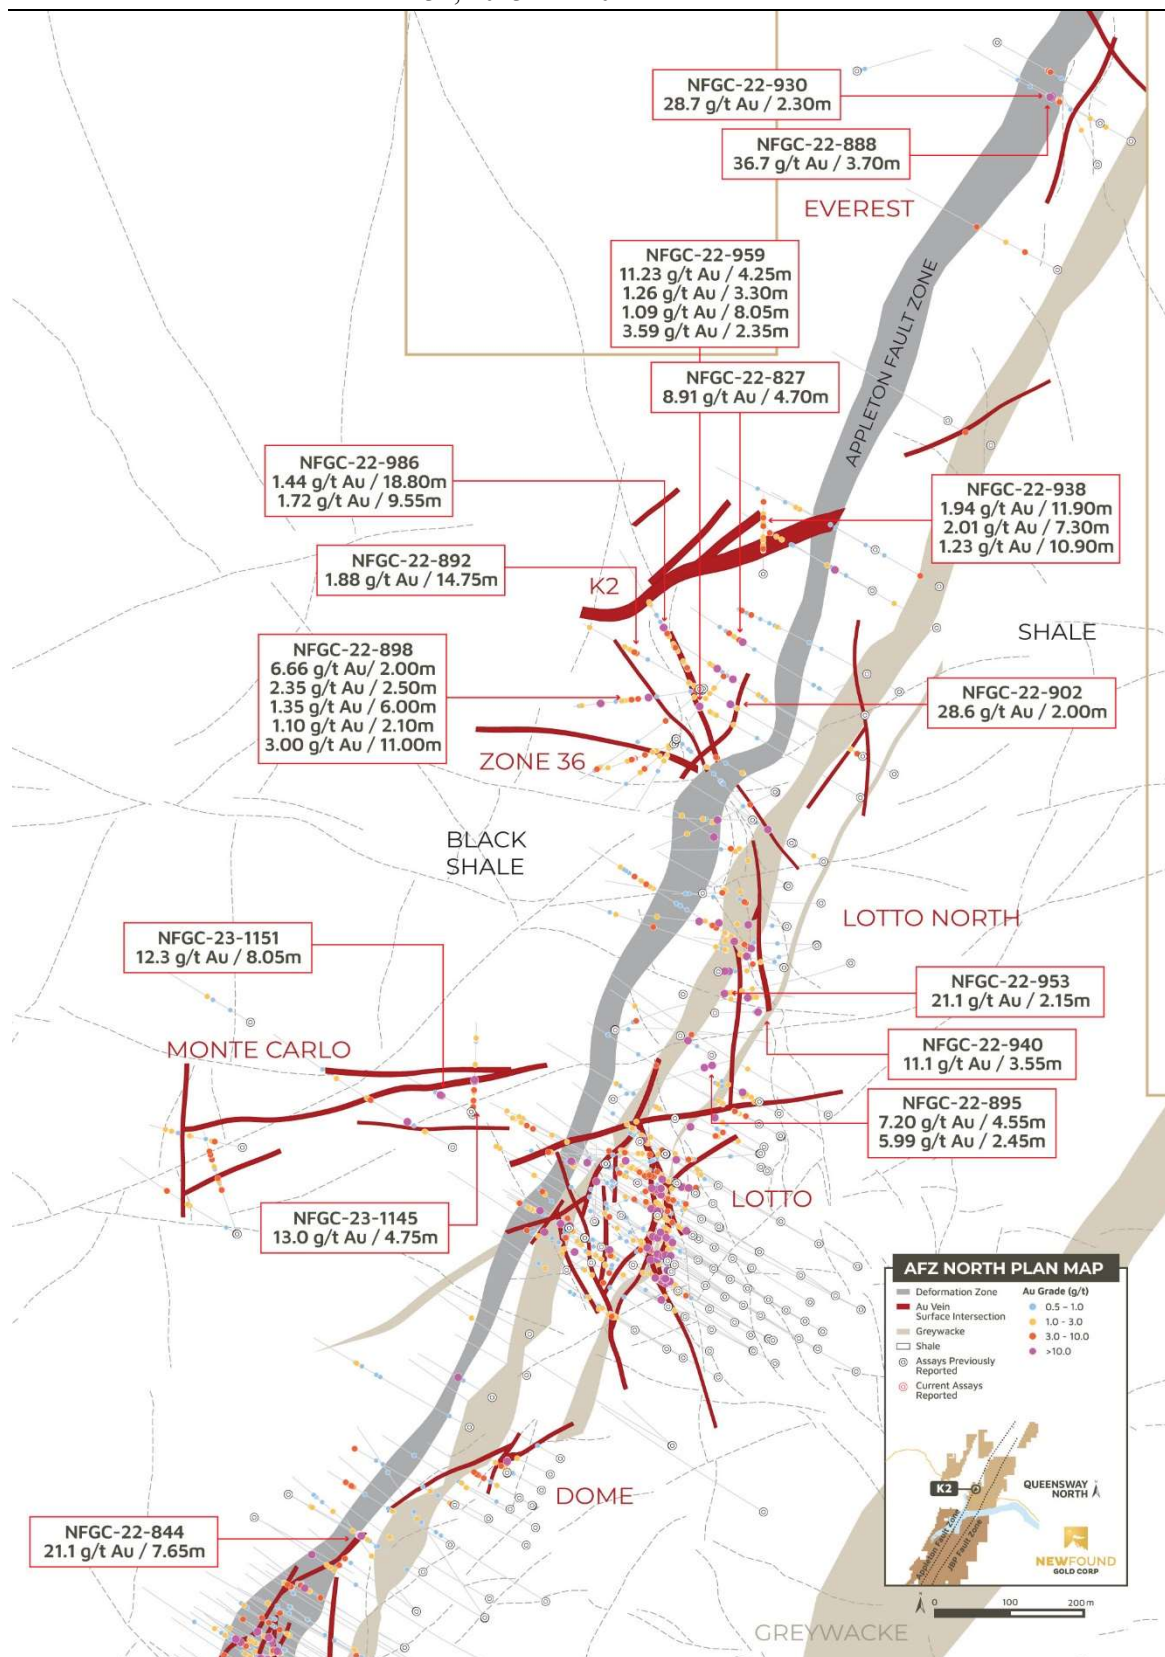 NFGC-22-930
28.7 g/t Au / 2.30m
NFGC-22-888
36.7 g/t Au / 3.70m
EVEREST
NFGC-22-959
11.23 g/t Au / 4.25m
1.26 g/t Au / 3.30m
1.09 g/t Au / 8.05m
3.59 g/t Au / 2.35m
APPLETON FAULT ZONE
NFGC-22-827
8.91 g/t Au / 4.70m
NFGC-22-986
1.44 g/t Au / 18.80m
1.72 g/t Au / 9.55m
NFGC-22-938
1.94 g/t Au / 11.90m
2.01 g/t Au / 7.30m
1.23 g/t Au / 10.90m
NFGC-22-892
1.88 g/t Au / 14.75m
K2
SHALE
NFGC-22-898
6.66 g/t Au/ 2.00m
2.35 g/t Au / 2.50m
1.35 g/t Au / 6.00m
1.10 g/t Au / 2.10m
3.00 g/t Au / 11.00m
NFGC-22-902
28.6 g/t Au / 2.00m
ZONE 36
BLACK
SHALE
LOTTO NORTH
NFGC-23-1151
12.3 g/t Au / 8.05m
NFGC-22-953
21.1 g/t Au / 2.15m
MONTE CARLO
NFGC-22-940
11.1 g/t Au / 3.55m
NFGC-22-895
7.20 g/t Au / 4.55m
5.99 g/t Au / 2.45m
LOTTO
NFGC-23-1145
13.0 g/t Au / 4.75m
AFZ NORTH PLAN MAP
Deformation Zone
Au Vein
Surface Intersection
Greywacke
Shale
Assays Previously
Reported
Current Assays
Reported
Au Grade (g/t)
0.5 – 1.0
1.0 - 3.0
3.0 - 10.0
>10.0
K2
QUEENSWAY
NORTH
Appleton Fault Zone
JBP Fault Zone
NEWFOUND
GOLD CORP
0 100 200 m
DOME
NFGC-22-844
21.1 g/t Au / 7.65m
GREYWACKE